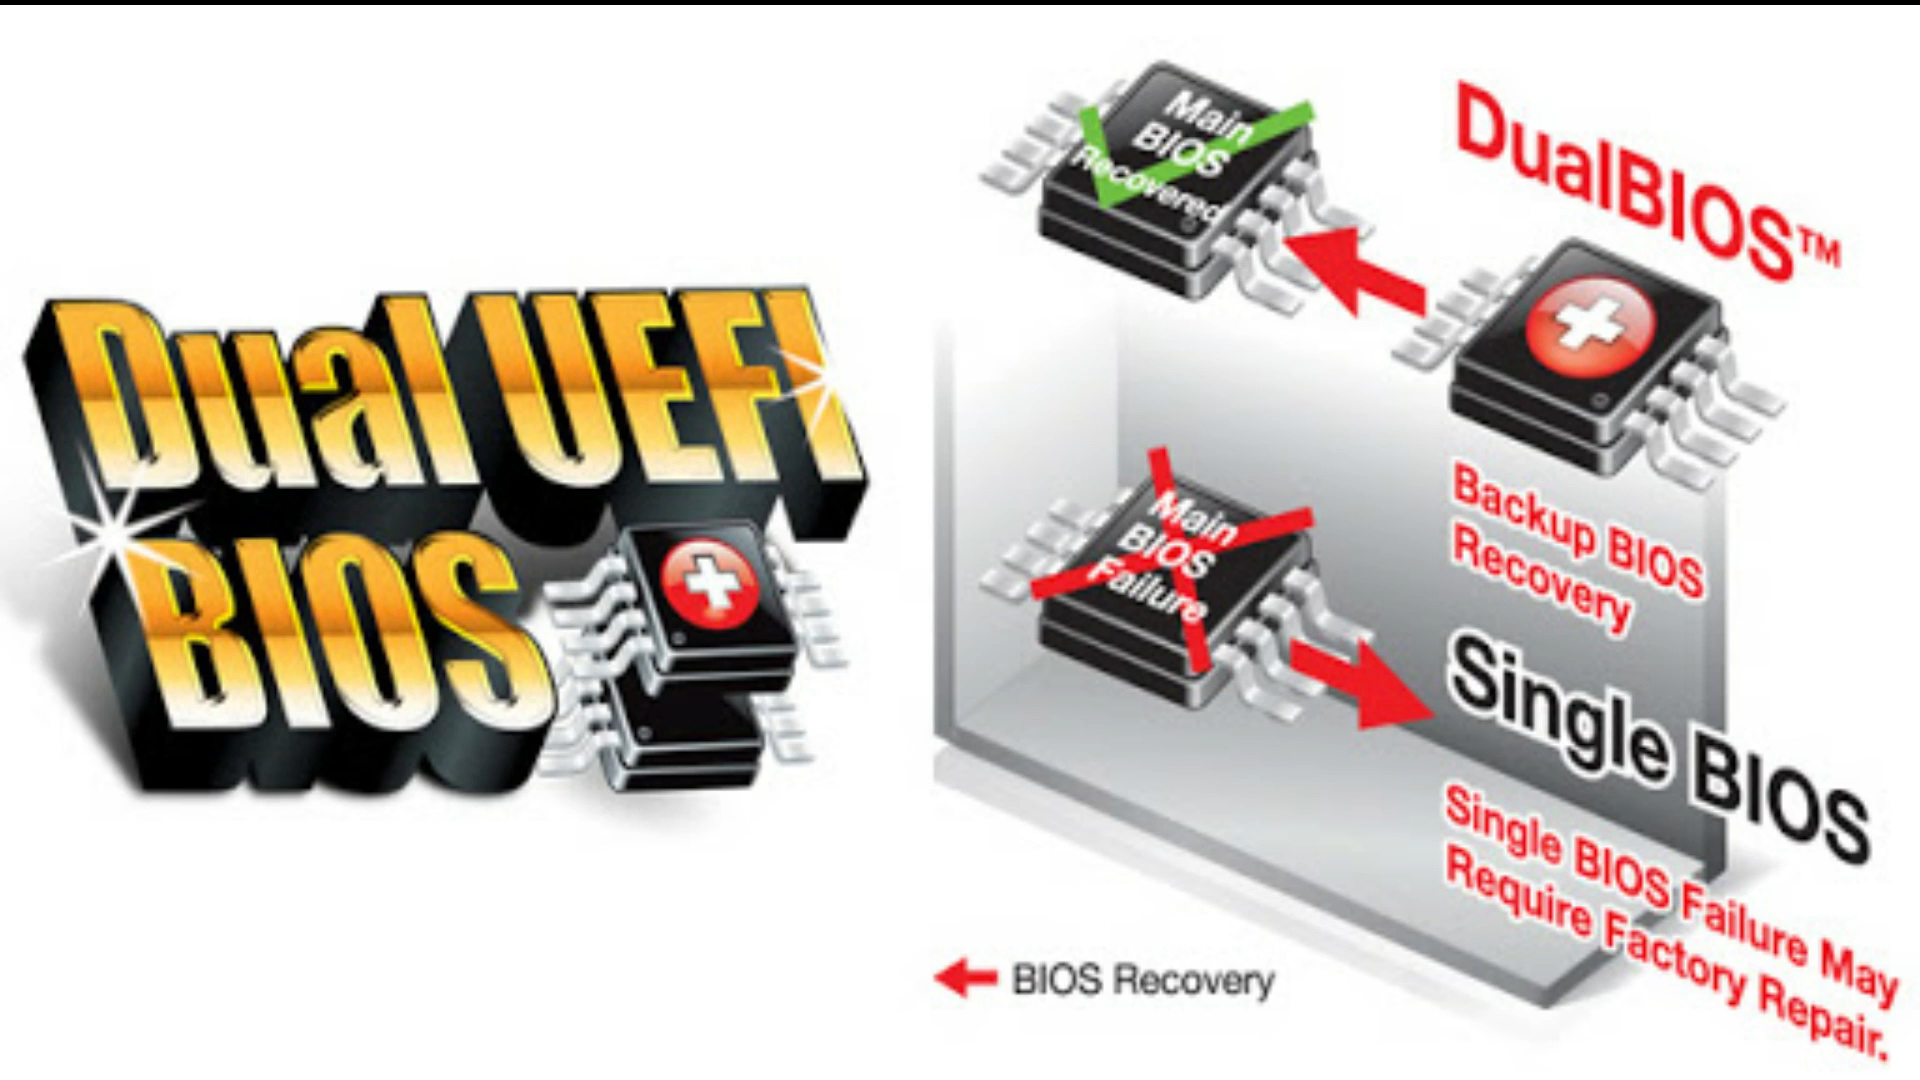 Dual UEFI
BIOS
Main
BIOS
Recovered
DualBIOS™
Backup BIOS
Recovery
Main
BIOS
Failure
Single BIOS
Single BIOS Failure May
Require Factory Repair.
BIOS Recovery